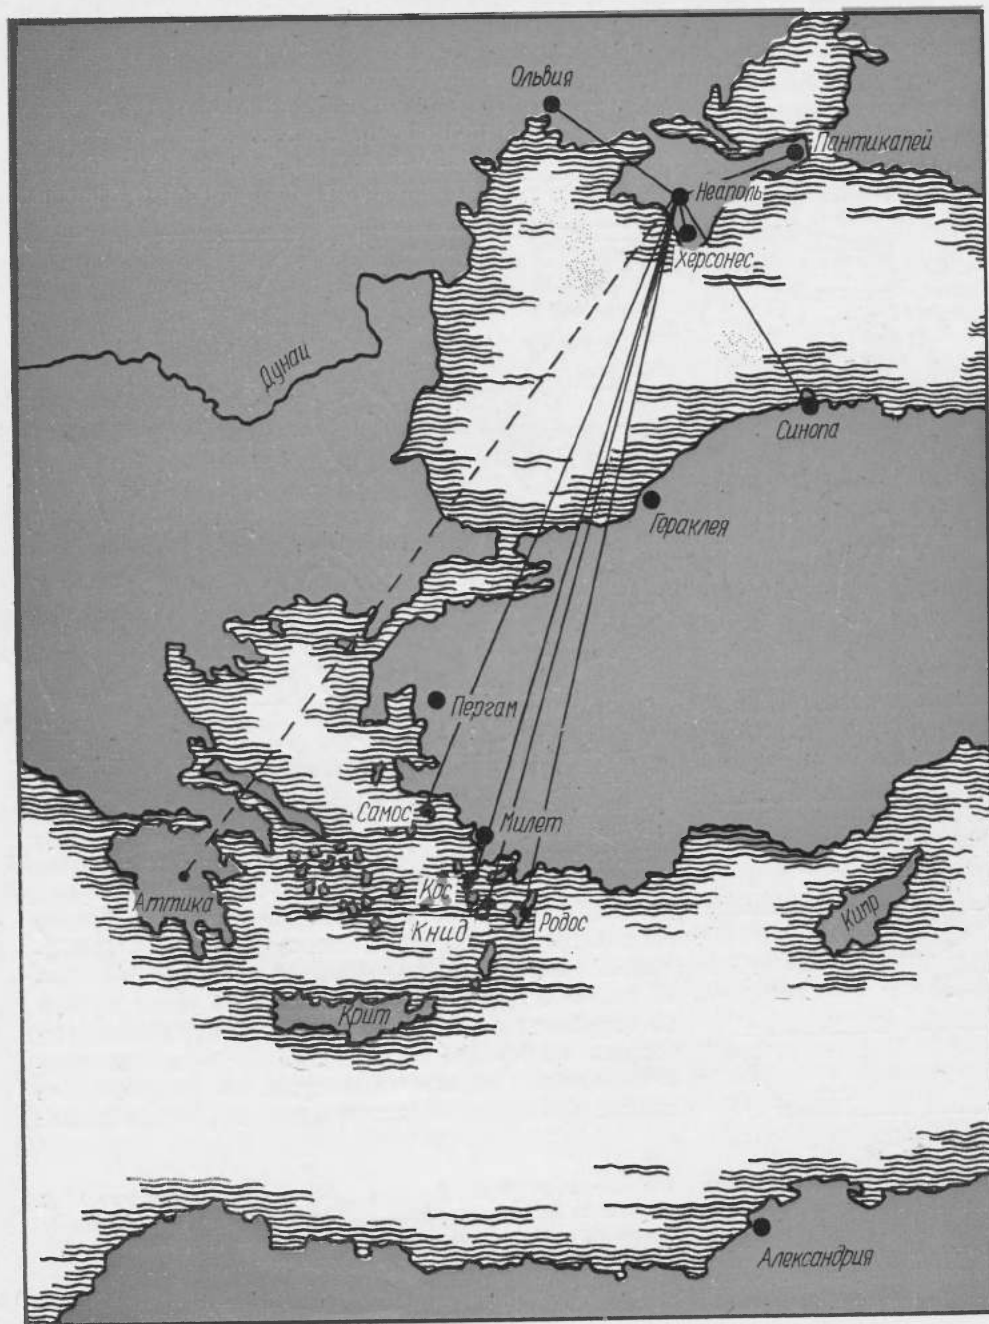 Ольвия
Пантикапей
Неаполь
Херсонес
Дунай
Синопа
Гераклея
Пергам
Самос
Милет
Кос
Аттика
Книд
Родос
Кипр
Крит
Александрия